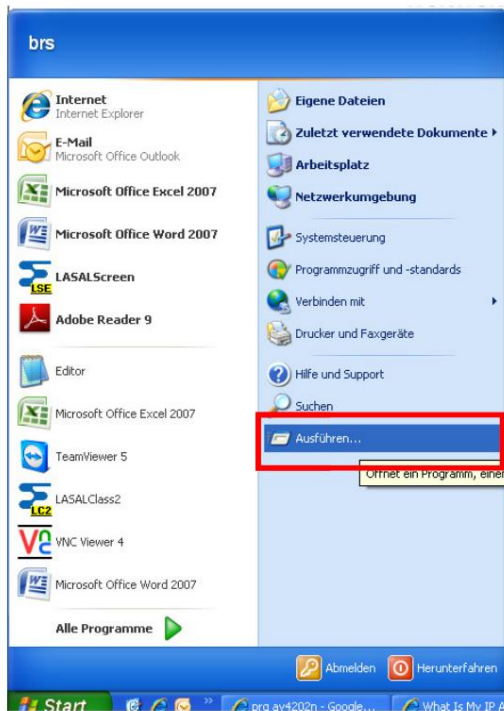 brs
Internet
Internet Explorer
E-Mail
Microsoft Office Outlook
Microsoft Office Excel 2007
Microsoft Office Word 2007
LSE
LASALScreen
Adobe Reader 9
Editor
Microsoft Office Excel 2007
TeamViewer 5
LC2
LASALClass2
VNC Viewer 4
Microsoft Office Word 2007
Alle Programme
Eigene Dateien
Zuletzt verwendete Dokumente
Arbeitsplatz
Netzwerkumgebung
Systemsteuerung
Programmzugriff und -standards
Verbinden mit
Drucker und Faxgeräte
Hilfe und Support
Suchen
Ausführen...
Öffnet ein Programm, einen
Abmelden
Herunterfahren
Start
prg av4202n - Google...
What Is My IP A